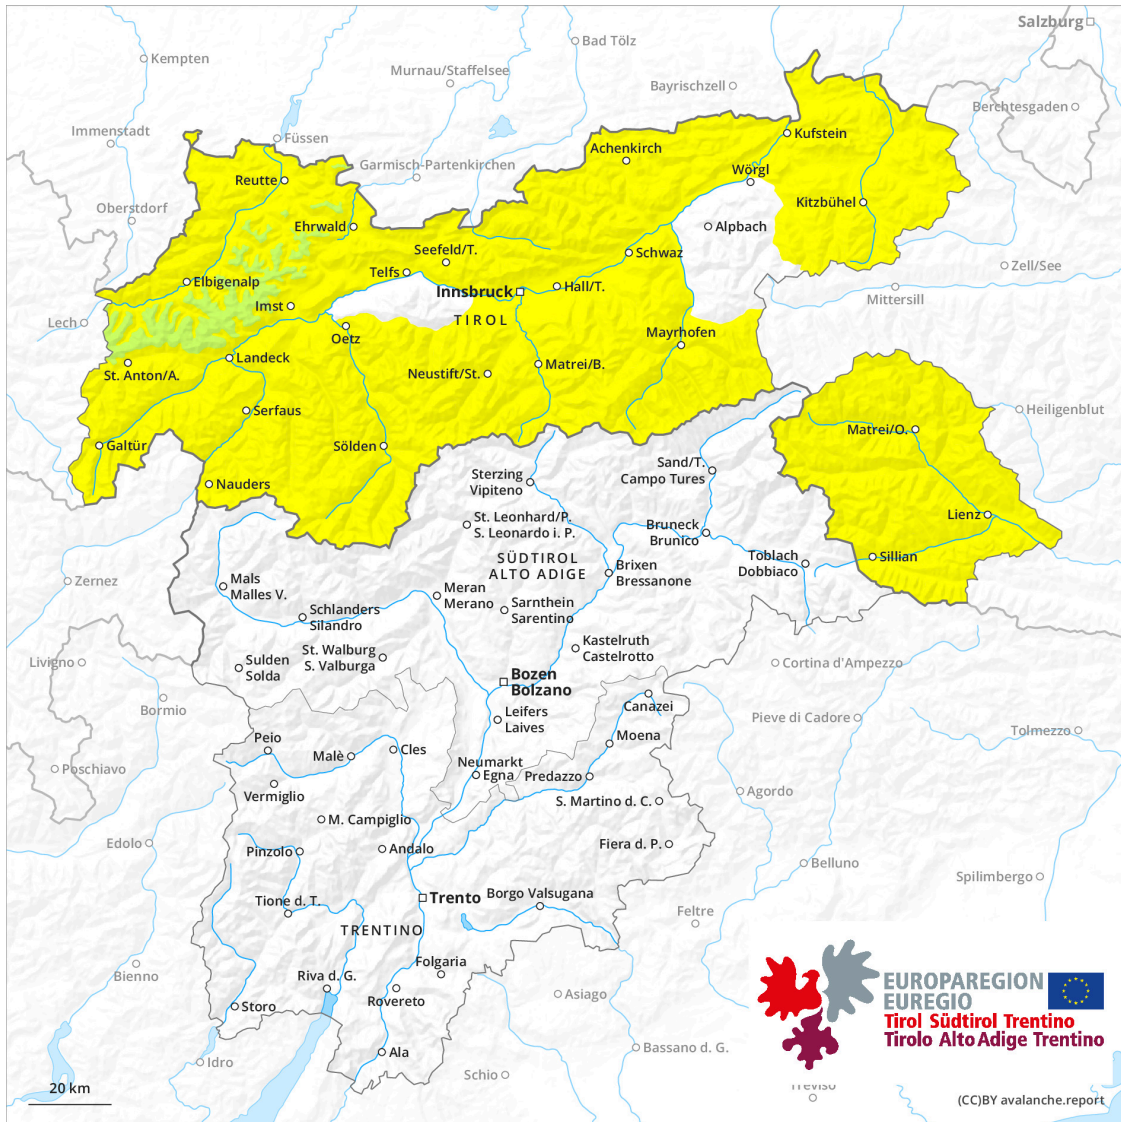 Salzburg
Bad Tölz
Kempten
Murnau/Staffelsee
Bayrischzell
Berchtesgaden
Immenstadt
Füssen
Kufstein
Achenkirch
Garmisch-Partenkirchen
Wörgl
Reutte
Kitzbühel
Oberstdorf
Ehrwald
Alpbach
Seefeld/T.
Schwaz
Zell/See
Telfs
Elbigenalp
Hall/T.
Innsbruck
Mittersill
Imst
TIROL
Lech
Oetz
Mayrhofen
Landeck
Matrei/B.
St. Anton/A.
Neustift/St.
Serfaus
Heiligenblut
Matrei/O.
Galtür
Sölden
Sand/T.
Campo Tures
Sterzing
Vipiteno
Nauders
Lienz
St. Leonhard/P.
S. Leonardo i. P.
Bruneck
Brunico
SÜDTIROL
ALTO ADIGE
Toblach
Dobbiaco
Sillian
Brixen
Bressanone
Zernez
Mals
Malles V.
Meran
Merano
Sarnthein
Sarentino
Schlanders
Silandro
Kastelruth
Castelrotto
St. Walburg
S. Valburga
Livigno
Sulden
Solda
Cortina d'Ampezzo
Bozen
Bolzano
Canazei
Bormio
Leifers
Laives
Pieve di Cadore
Tolmezzo
Peio
Moena
Malè
Cles
Neumarkt
Egna
Predazzo
Poschiavo
Vermiglio
Agordo
S. Martino d. C.
M. Campiglio
Edolo
Pinzolo
Andalo
Fiera d. P.
Belluno
Spilimbergo
Trento
Borgo Valsugana
Tione d. T.
Feltre
TRENTINO
Folgaria
Bienno
Riva d. G.
Rovereto
Asiago
Storo
EUROPAREGION
EUREGIO
Tirol Südtirol Trentino
Tirolo Alto Adige Trentino
Ala
Bassano d. G.
Idro
Schio
Treviso
20 km
(CC)BY avalanche.report